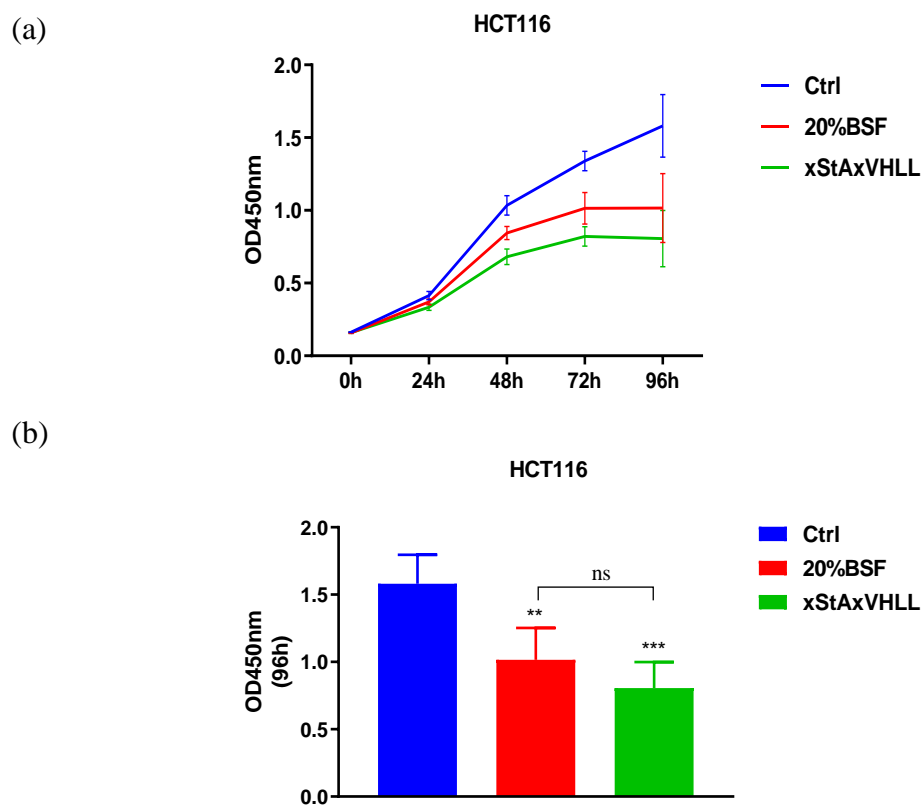 (a)
HCT116
2.0
1.5
1.0
0.5
0.0
OD450nm
0h 24h 48h 72h 96h
Ctrl
20%BSF
xStAxVHLL
(b)
HCT116
2.0
1.5
1.0
0.5
0.0
OD450nm
(96h)
ns
**
***
Ctrl
20%BSF
xStAxVHLL